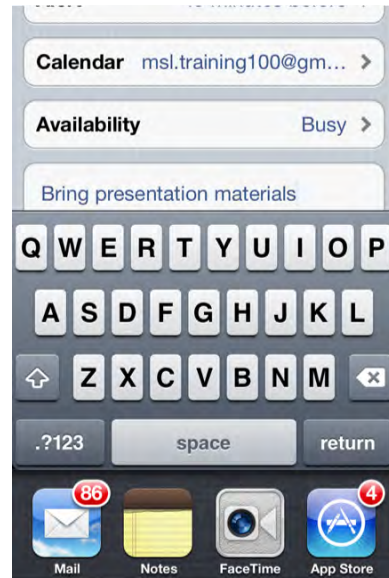 Calendar msl.training100@gm...
Availability Busy
Bring presentation materials
Q W E R T Y U I O P
A S D F G H J K L
Z X C V B N M
.?123 space return
86 4
Mail Notes FaceTime App Store